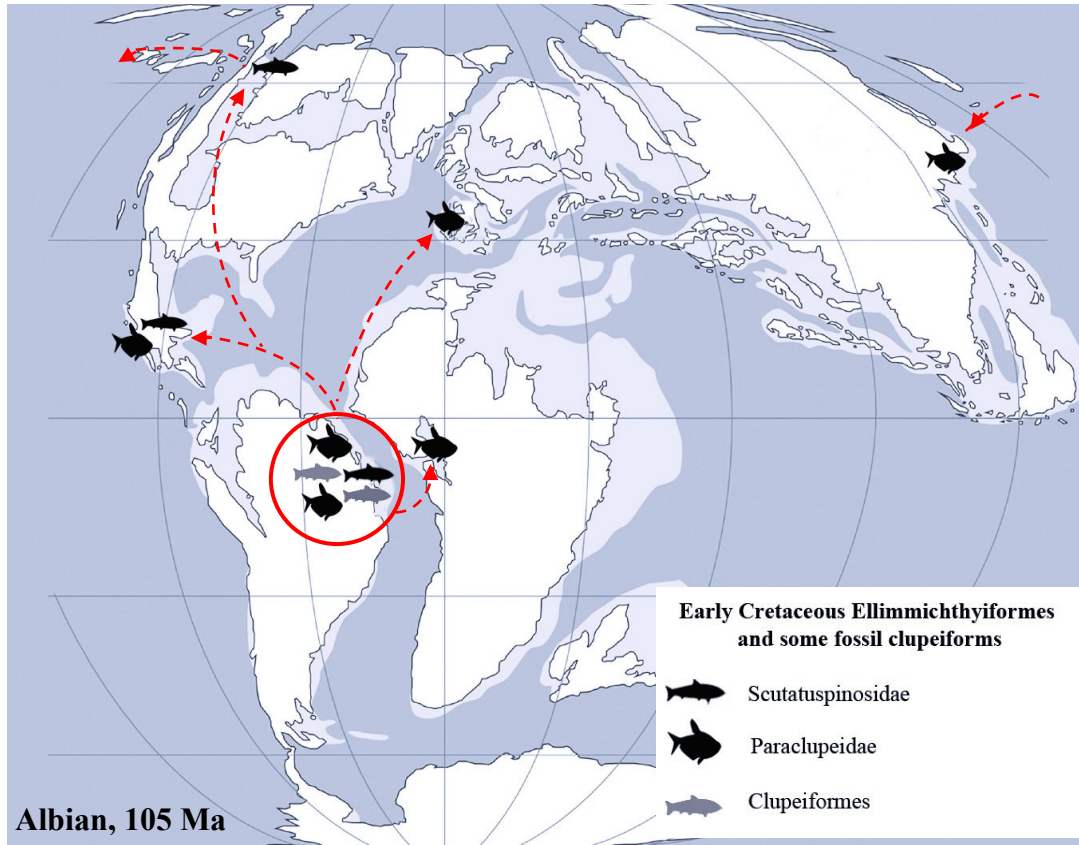 Early Cretaceous Ellimmichthyiformes
and some fossil clupeiforms
Scutatuspinosidae
Paraclupeidae
Clupeiformes
Albian, 105 Ma